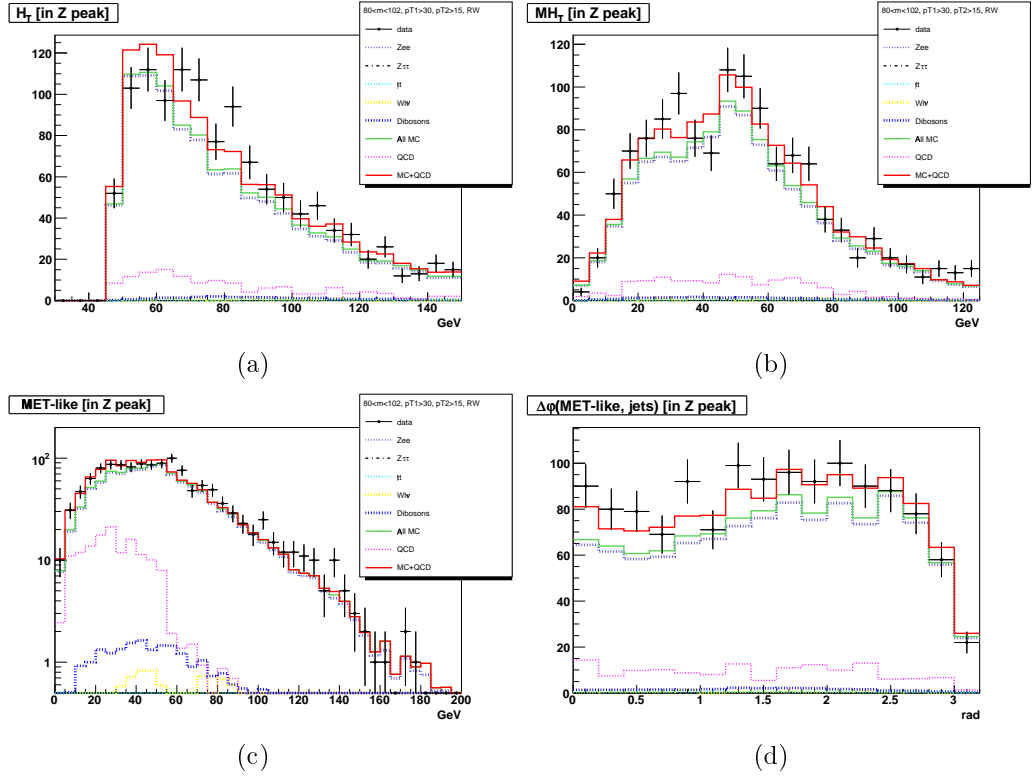 H_T [in Z peak]
80<m<102, pT1>30, pT2>15, RW
data
Zee
Zττ
tt
Wlν
Dibosons
All MC
QCD
MC+QCD
0
20
40
60
80
100
120
40 60 80 100 120 140
GeV
(a)
MH_T [in Z peak]
80<m<102, pT1>30, pT2>15, RW
data
Zee
Zττ
tt
Wlν
Dibosons
All MC
QCD
MC+QCD
0
20
40
60
80
100
120
0 20 40 60 80 100 120
GeV
(b)
MET-like [in Z peak]
80<m<102, pT1>30, pT2>15, RW
data
Zee
Zττ
tt
Wlν
Dibosons
All MC
QCD
MC+QCD
1
10
10²
0 20 40 60 80 100 120 140 160 180 200
GeV
(c)
Δφ(MET-like, jets) [in Z peak]
0
20
40
60
80
100
0 0.5 1 1.5 2 2.5 3
rad
(d)